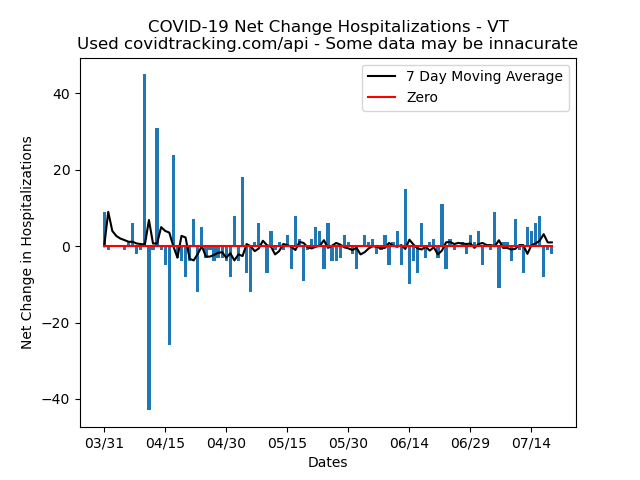 COVID-19 Net Change Hospitalizations - VT
Used covidtracking.com/api - Some data may be innacurate
7 Day Moving Average
Zero
Net Change in Hospitalizations
40
20
0
−20
−40
03/31 04/15 04/30 05/15 05/30 06/14 06/29 07/14
Dates